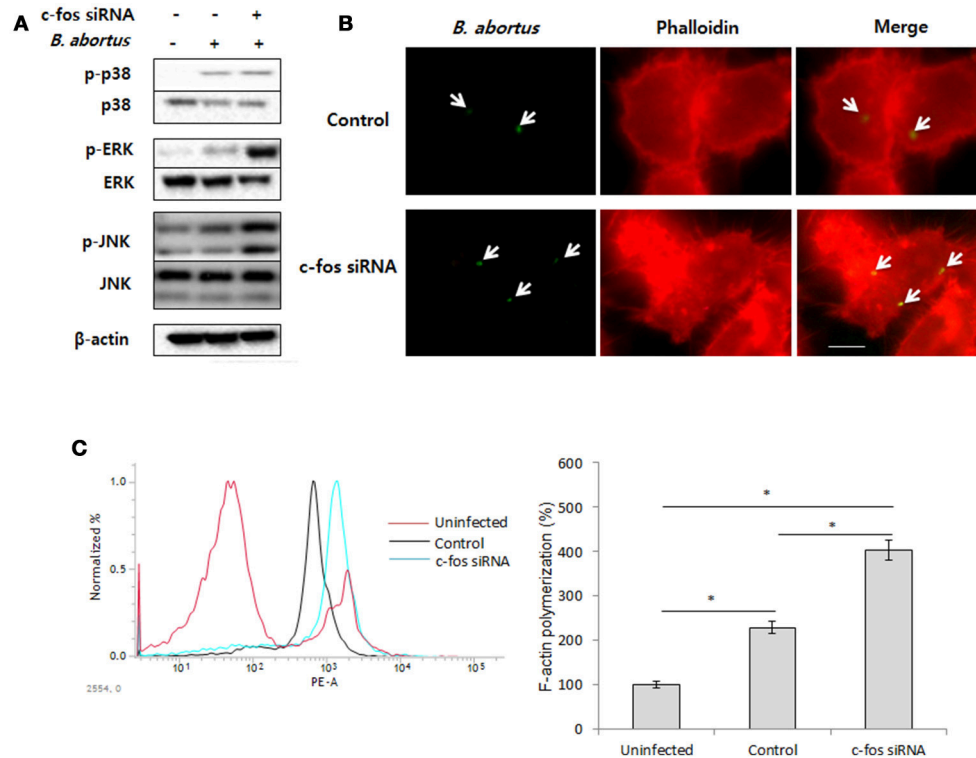 A
c-fos siRNA - - +
B. abortus - + +
p-p38
p38
p-ERK
ERK
p-JNK
JNK
β-actin
B
B. abortus Phalloidin Merge
Control
c-fos siRNA
C
Normalized %
1.0
0.5
0.0
10¹ 10² 10³ 10⁴ 10⁵
PE-A
2554, 0
Uninfected
Control
c-fos siRNA
F-actin polymerization (%)
600
500
400
300
200
100
0
*
*
*
Uninfected Control c-fos siRNA